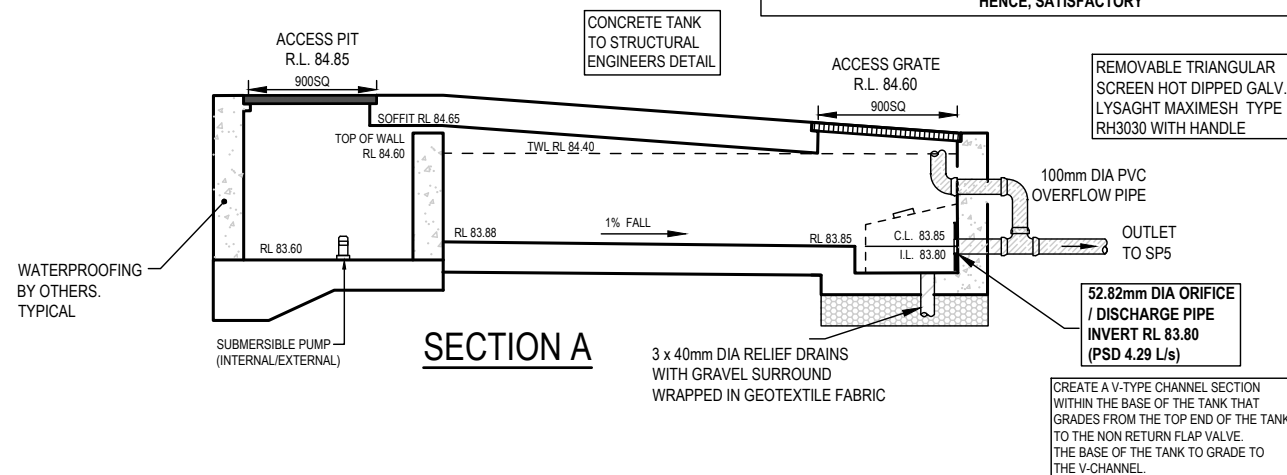 HENCE, SATISFACTORY
CONCRETE TANK
TO STRUCTURAL
ENGINEERS DETAIL
ACCESS PIT
R.L. 84.85
900SQ
ACCESS GRATE
R.L. 84.60
900SQ
REMOVABLE TRIANGULAR
SCREEN HOT DIPPED GALV.
LYSAGHT MAXIMESH TYPE
RH3030 WITH HANDLE
SOFFIT RL 84.65
TOP OF WALL
RL 84.60
TWL RL 84.40
100mm DIA PVC
OVERFLOW PIPE
RL 83.60
RL 83.88
1% FALL
RL 83.85
C.L. 83.85
I.L. 83.80
OUTLET
TO SP5
WATERPROOFING
BY OTHERS.
TYPICAL
SUBMERSIBLE PUMP
(INTERNAL/EXTERNAL)
SECTION A
3 x 40mm DIA RELIEF DRAINS
WITH GRAVEL SURROUND
WRAPPED IN GEOTEXTILE FABRIC
52.82mm DIA ORIFICE
/ DISCHARGE PIPE
INVERT RL 83.80
(PSD 4.29 L/s)
CREATE A V-TYPE CHANNEL SECTION
WITHIN THE BASE OF THE TANK THAT
GRADES FROM THE TOP END OF THE TANK
TO THE NON RETURN FLAP VALVE.
THE BASE OF THE TANK TO GRADE TO
THE V-CHANNEL.